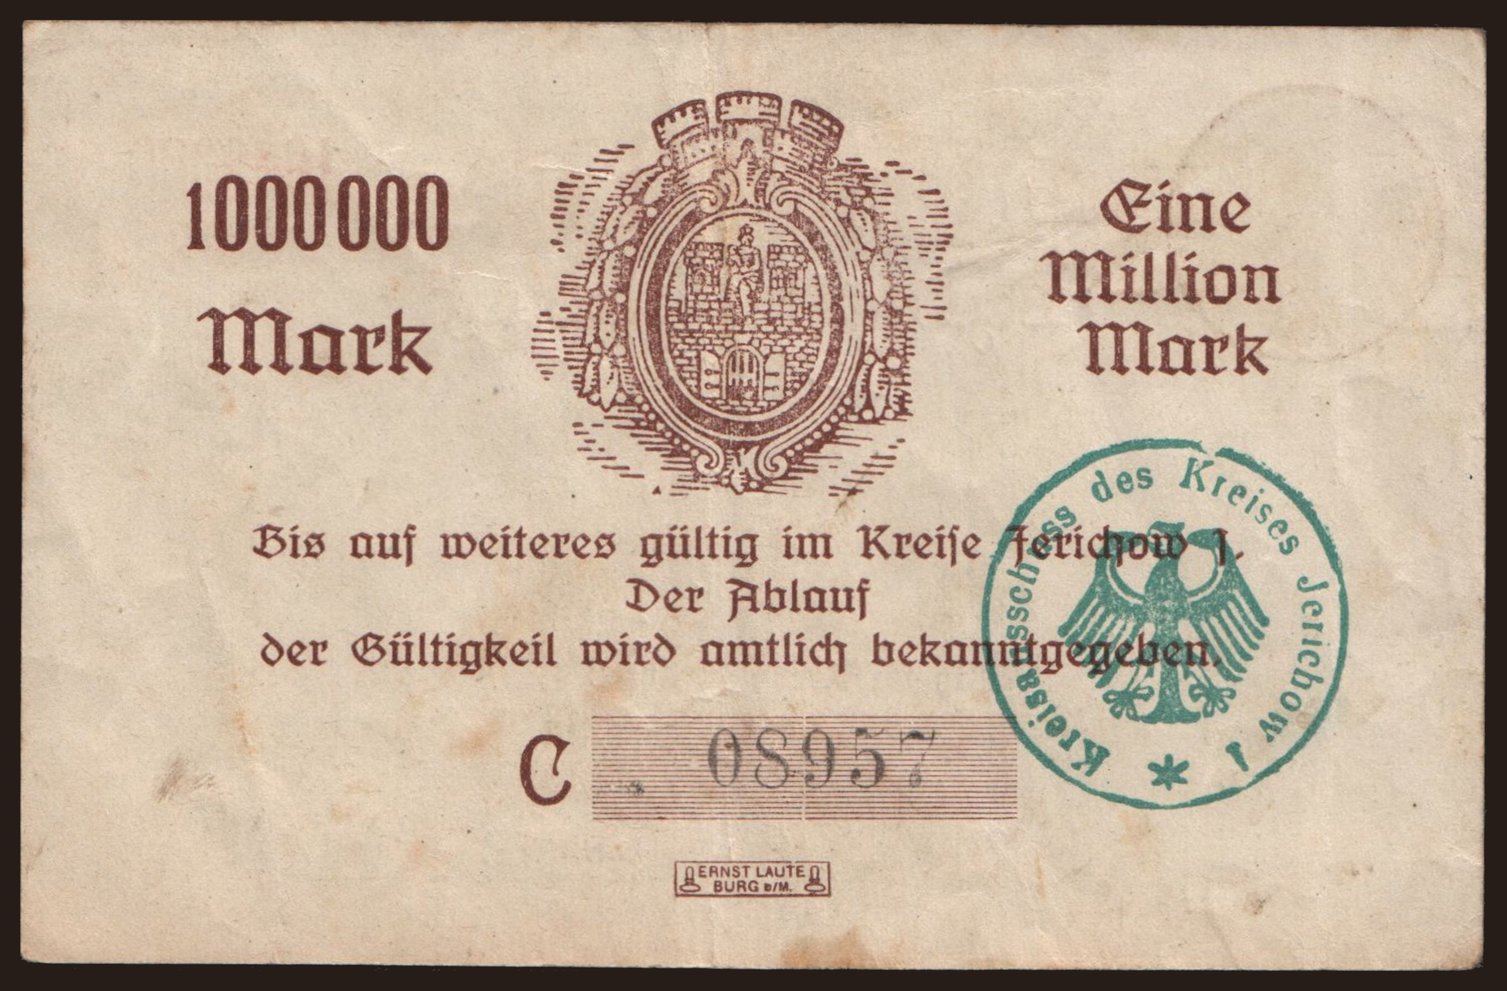 1000000
Mark
Eine
Million
Mark
Bis auf weiteres gültig im Kreise Jerichow J.
Der Ablauf
der Gültigkeil wird amtlich bekanntgegeben.
C 08957
Kreisausschuss des Kreises Jerichow 1 *
ERNST LAUTE
BURG B/M.